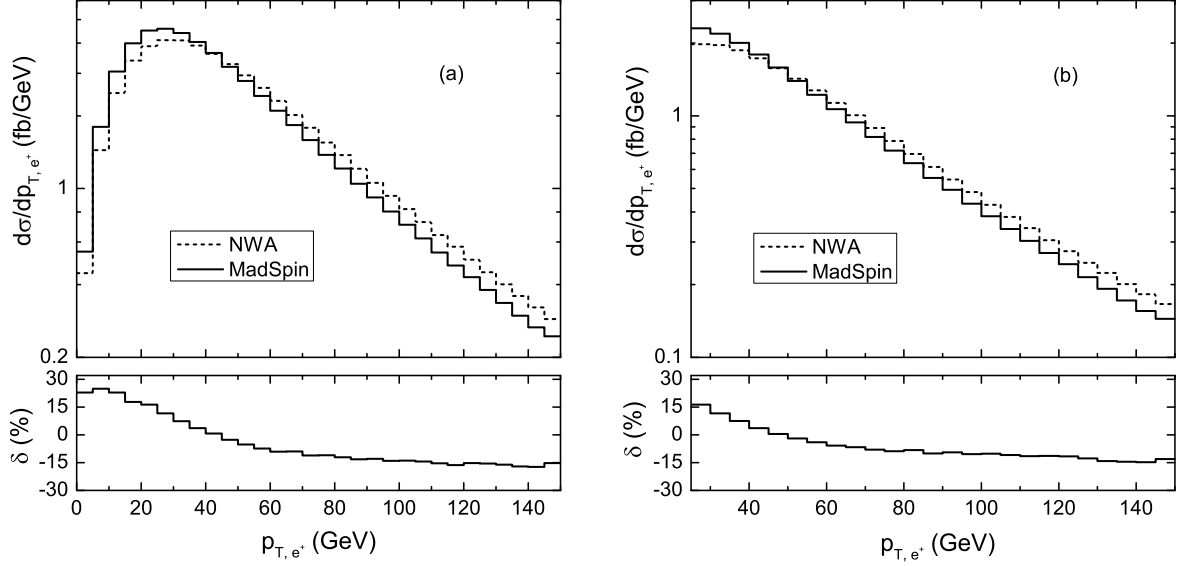 (a)
dσ/dp_{T, e^+} (fb/GeV)
1
0.2
NWA
MadSpin
δ (%)
30
15
0
-15
-30
0 20 40 60 80 100 120 140
p_{T, e^+} (GeV)
(b)
dσ/dp_{T, e^+} (fb/GeV)
1
0.1
NWA
MadSpin
δ (%)
30
15
0
-15
-30
40 60 80 100 120 140
p_{T, e^+} (GeV)